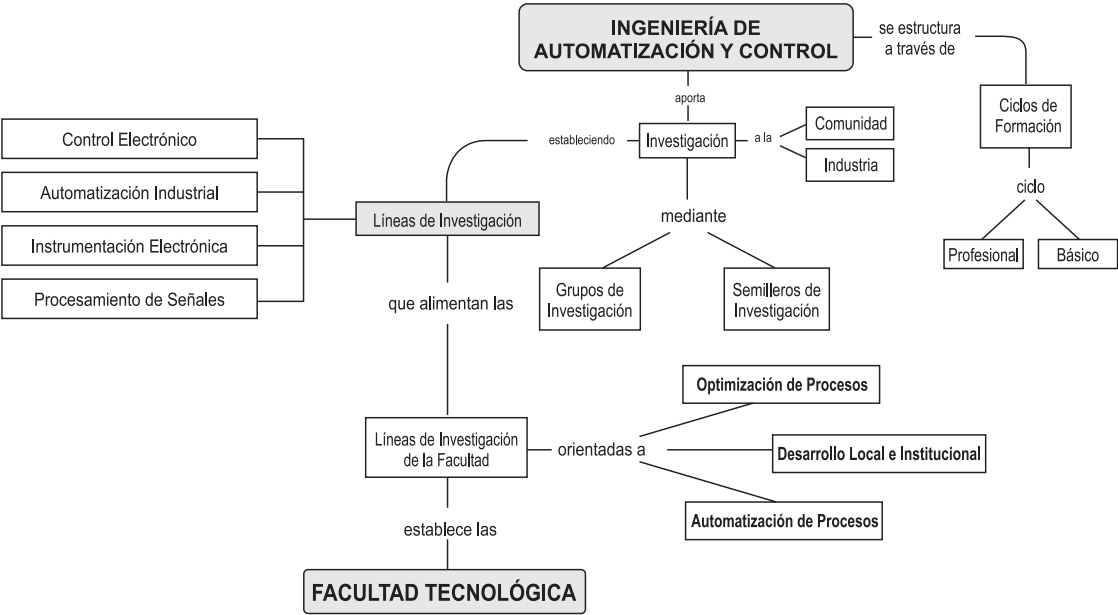 INGENIERÍA DE
AUTOMATIZACIÓN Y CONTROL
se estructura
a través de
aporta
Ciclos de
Formación
Control Electrónico
Automatización Industrial
Instrumentación Electrónica
Procesamiento de Señales
estableciendo
Investigación
a la
Comunidad
Industria
ciclo
Profesional
Básico
Líneas de Investigación
mediante
Grupos de
Investigación
Semilleros de
Investigación
que alimentan las
Líneas de Investigación
de la Facultad
orientadas a
Optimización de Procesos
Desarrollo Local e Institucional
Automatización de Procesos
establece las
FACULTAD TECNOLÓGICA